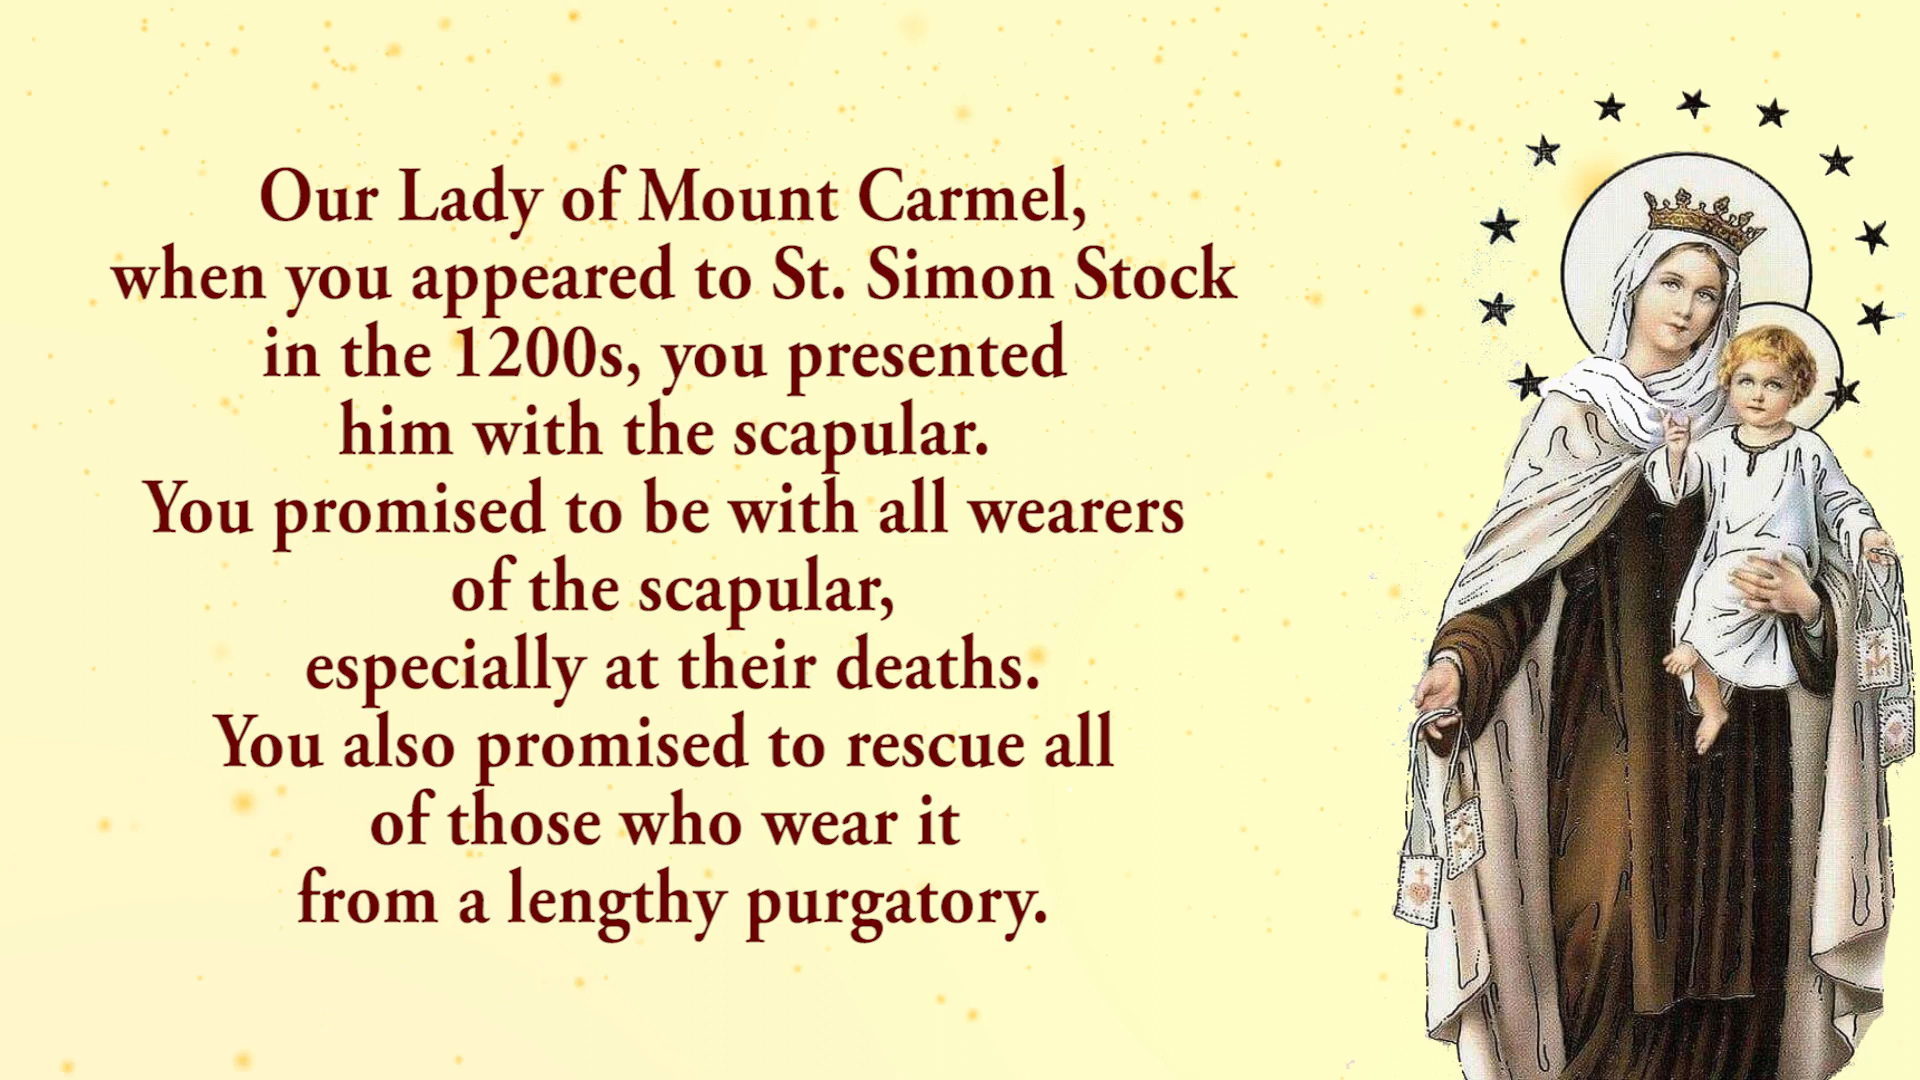 Our Lady of Mount Carmel,
when you appeared to St. Simon Stock
in the 1200s, you presented
him with the scapular.
You promised to be with all wearers
of the scapular,
especially at their deaths.
You also promised to rescue all
of those who wear it
from a lengthy purgatory.